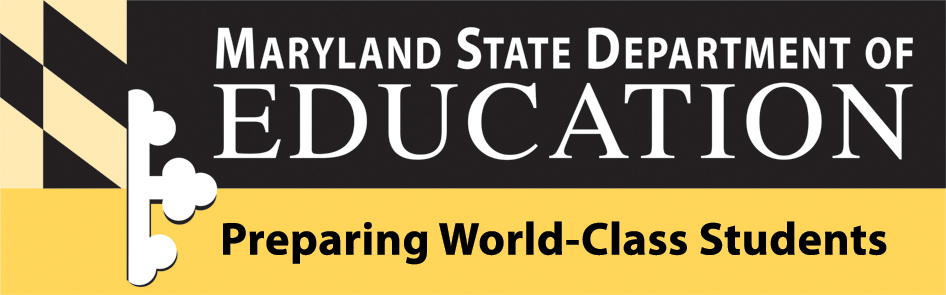 MARYLAND STATE DEPARTMENT OF
EDUCATION
Preparing World-Class Students